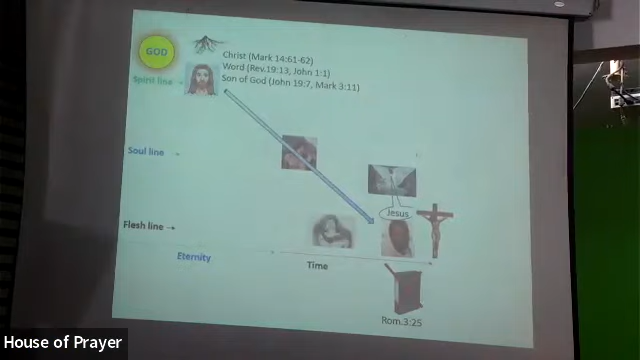 GOD
Christ (Mark 14:61-62)
Word (Rev.19:13, John 1:1)
Son of God (John 19:7, Mark 3:11)
Spirit line
Soul line
Jesus
Flesh line
Eternity
Time
Rom.3:25
House of Prayer